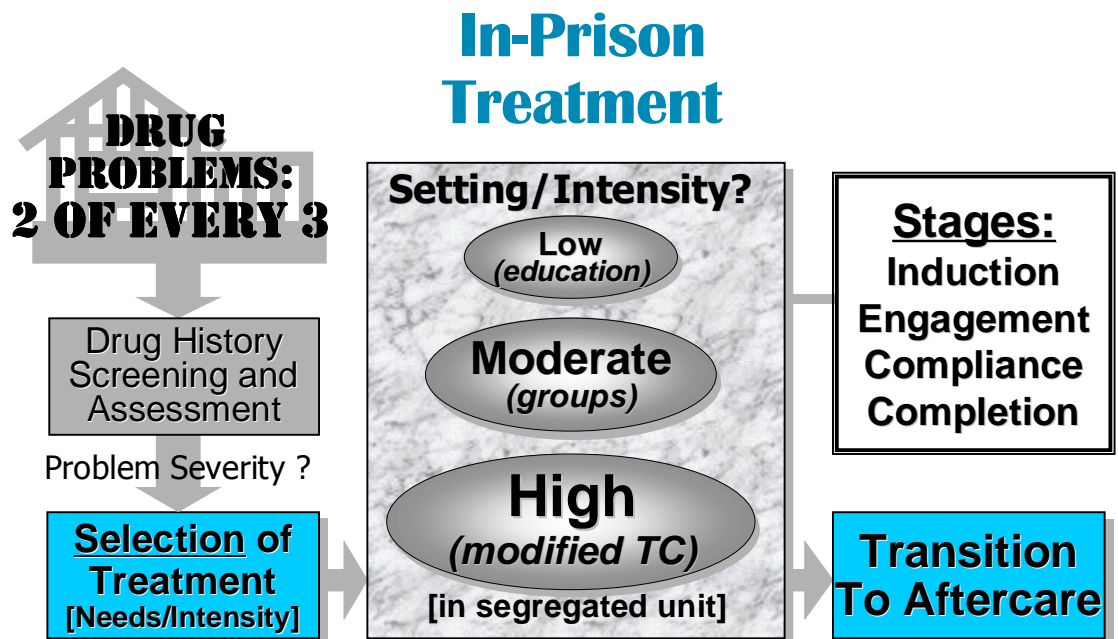 In-Prison
Treatment
DRUG
PROBLEMS:
2 OF EVERY 3
Drug History
Screening and
Assessment
Problem Severity ?
Selection of
Treatment
[Needs/Intensity]
Setting/Intensity?
Low
(education)
Moderate
(groups)
High
(modified TC)
[in segregated unit]
Stages:
Induction
Engagement
Compliance
Completion
Transition
To Aftercare